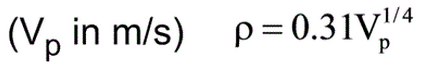 (Vₚ in m/s) ρ = 0.31Vₚ^{1/4}